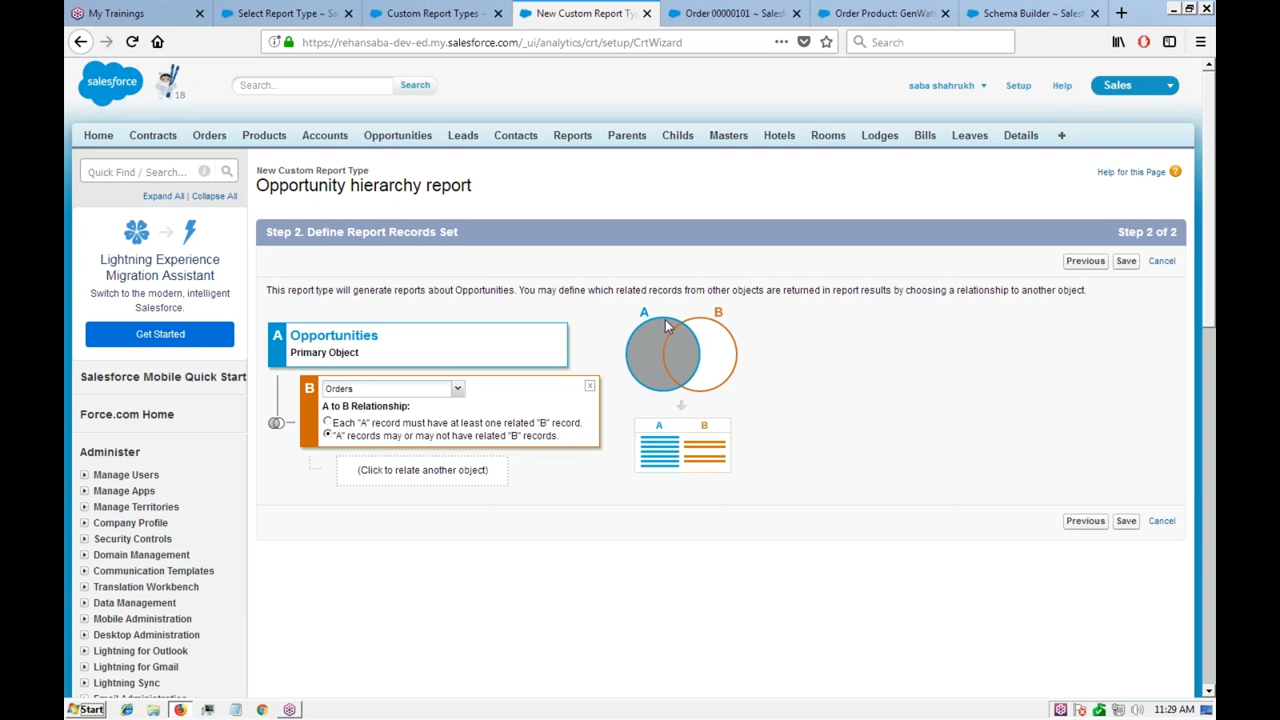 My Trainings
Select Report Type ~ Sal
Custom Report Types ~
New Custom Report Ty
Order 00000101 ~ Salesf
Order Product: GenWatt
Schema Builder ~ Salesf
https://rehansaba-dev-ed.my.salesforce.com/_ui/analytics/crt/setup/CrtWizard
Search
salesforce
18
Search...
Search
saba shahrukh
Setup
Help
Sales
Home Contracts Orders Products Accounts Opportunities Leads Contacts Reports Parents Childs Masters Hotels Rooms Lodges Bills Leaves Details +
Quick Find / Search...
Expand All | Collapse All
Lightning Experience
Migration Assistant
Switch to the modern, intelligent
Salesforce.
Get Started
Salesforce Mobile Quick Start
Force.com Home
Administer
Manage Users
Manage Apps
Manage Territories
Company Profile
Security Controls
Domain Management
Communication Templates
Translation Workbench
Data Management
Mobile Administration
Desktop Administration
Lightning for Outlook
Lightning for Gmail
Lightning Sync
Email Administration
New Custom Report Type
Opportunity hierarchy report
Help for this Page
Step 2. Define Report Records Set
Step 2 of 2
Previous Save Cancel
This report type will generate reports about Opportunities. You may define which related records from other objects are returned in report results by choosing a relationship to another object.
A Opportunities
Primary Object
B Orders
x
A to B Relationship:
Each "A" record must have at least one related "B" record.
"A" records may or may not have related "B" records.
(Click to relate another object)
A B
A B
Previous Save Cancel
Start
11:29 AM